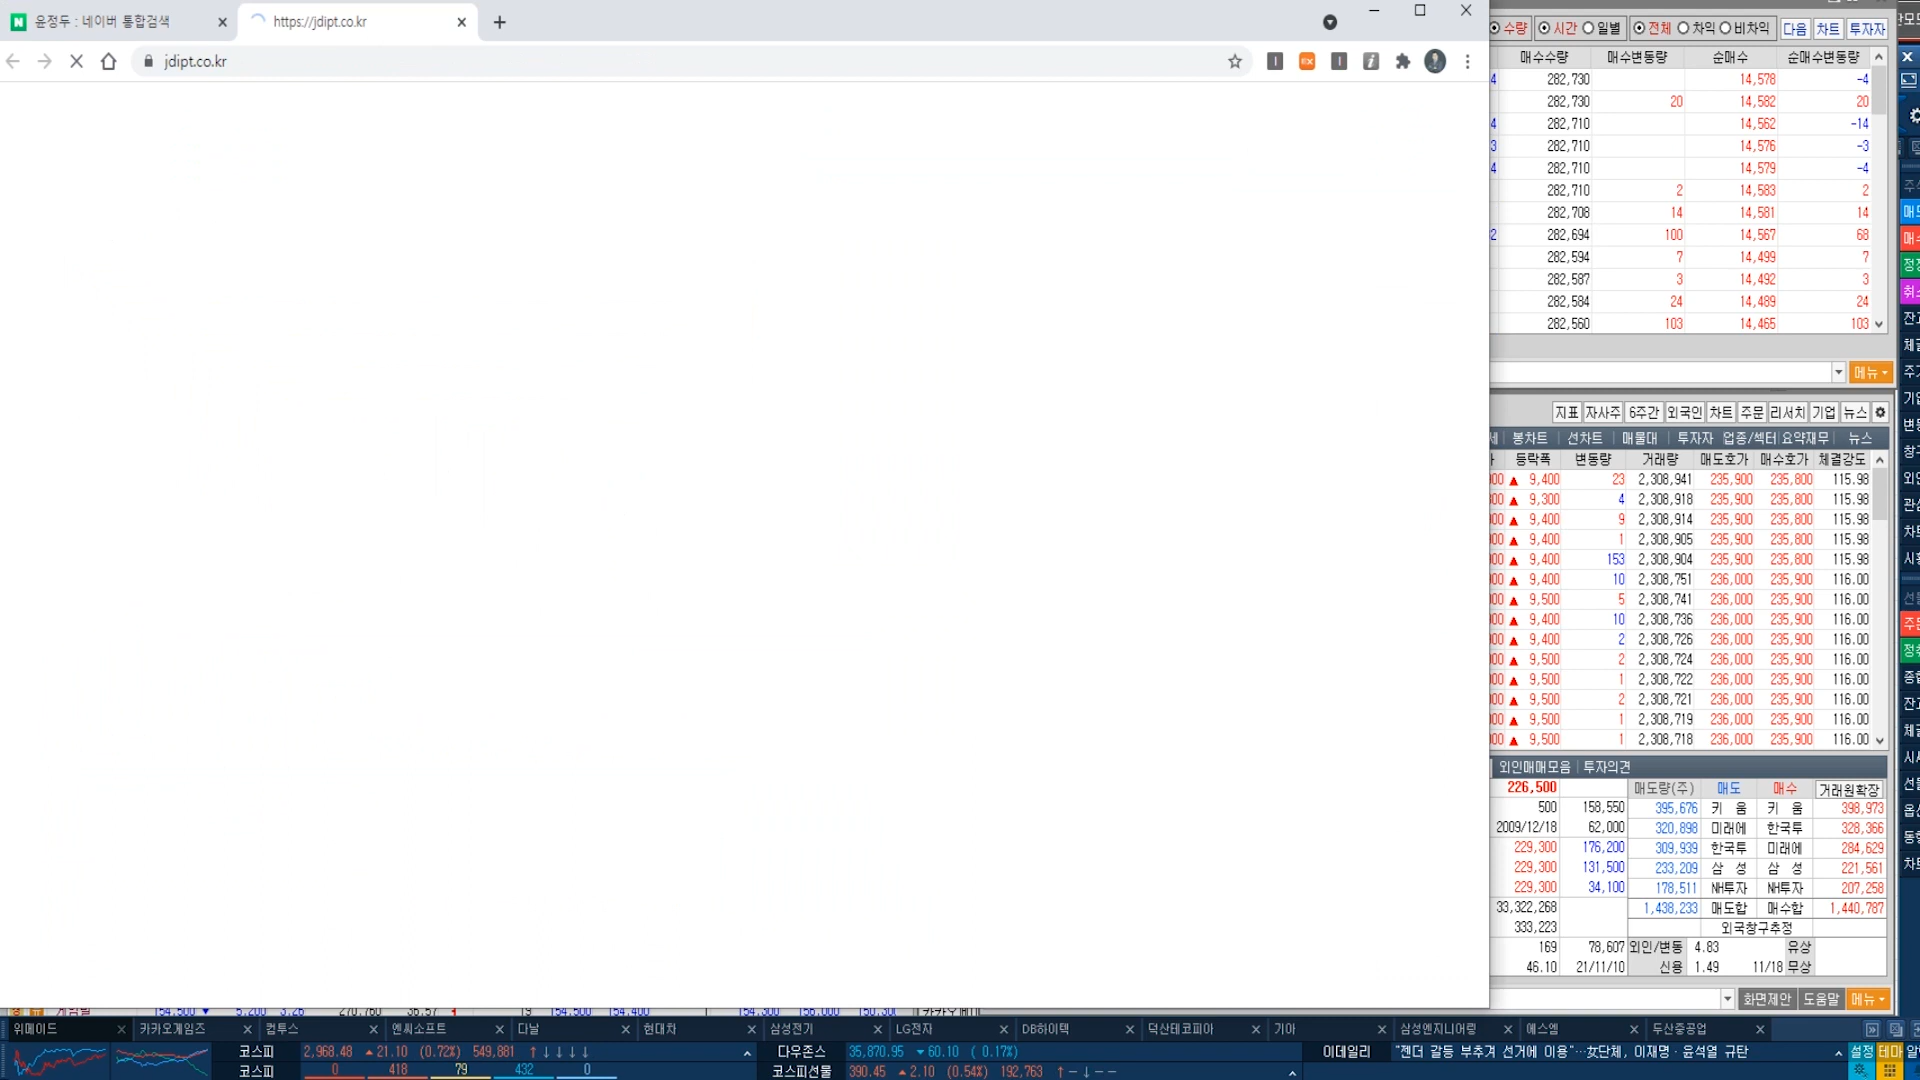 윤정두 : 네이버 통합검색
https://jdipt.co.kr
jdipt.co.kr
수량 시간 일별 전체 차익 비차익 다음 차트 투자자
매수수량 매수변동량 순매수 순매수변동량
4 282,730 14,578 -4
282,730 20 14,582 20
4 282,710 14,562 -14
3 282,710 14,576 -3
4 282,710 14,579 -4
282,710 2 14,583 2
282,708 14 14,581 14
2 282,694 100 14,567 68
282,594 7 14,499 7
282,587 3 14,492 3
282,584 24 14,489 24
282,560 103 14,465 103
메뉴
지표 자사주 6주간 외국인 차트 주문 리서치 기업 뉴스
봉차트 선차트 매물대 투자자 업종/섹터 요약재무 뉴스
등락폭 변동량 거래량 매도호가 매수호가 체결강도
00 ▲ 9,400 23 2,308,941 235,900 235,800 115.98
00 ▲ 9,300 4 2,308,918 235,900 235,800 115.98
00 ▲ 9,400 9 2,308,914 235,900 235,800 115.98
00 ▲ 9,400 1 2,308,905 235,900 235,800 115.98
00 ▲ 9,400 153 2,308,904 235,900 235,800 115.98
00 ▲ 9,400 10 2,308,751 236,000 235,900 116.00
00 ▲ 9,500 5 2,308,741 236,000 235,900 116.00
00 ▲ 9,400 10 2,308,736 236,000 235,900 116.00
00 ▲ 9,400 2 2,308,726 236,000 235,900 116.00
00 ▲ 9,500 2 2,308,724 236,000 235,900 116.00
00 ▲ 9,500 1 2,308,722 236,000 235,900 116.00
00 ▲ 9,500 2 2,308,721 236,000 235,900 116.00
00 ▲ 9,500 1 2,308,719 236,000 235,900 116.00
00 ▲ 9,500 1 2,308,718 236,000 235,900 116.00
외인매매모음 투자의견
226,500 매도량(주) 매도 매수 거래원확장
500 158,550 395,676 키 움 키 움 398,973
2009/12/18 62,000 320,898 미래에 한국투 328,366
229,300 176,200 309,939 한국투 미래에 284,629
229,300 131,500 233,209 삼 성 삼 성 221,561
229,300 34,100 178,511 NH투자 NH투자 207,258
33,322,268 1,438,233 매도합 매수합 1,440,787
333,223 외국창구추정
169 78,607 외인/변동 4.83 유상
46.10 21/11/10 신용 1.49 11/18 무상
화면제안 도움말 메뉴
위메이드 카카오게임즈 컴투스 엔씨소프트 다날 현대차 삼성전기 LG전자 DB하이텍 덕산테코피아 기아 삼성엔지니어링 에스엠 두산중공업
코스피 2,968.48 ▲ 21.10 (0.72%) 549,881 ↑ ↓ ↓ ↓ ↓ 다우존스 35,870.95 ▼ 60.10 ( 0.17%) 이데일리 "젠더 갈등 부추겨 선거에 이용"…女단체, 이재명·윤석열 규탄 설정 테마
코스피 0 418 79 432 0 코스피선물 390.45 ▲ 2.10 (0.54%) 192,763 ↑ − ↓ − −